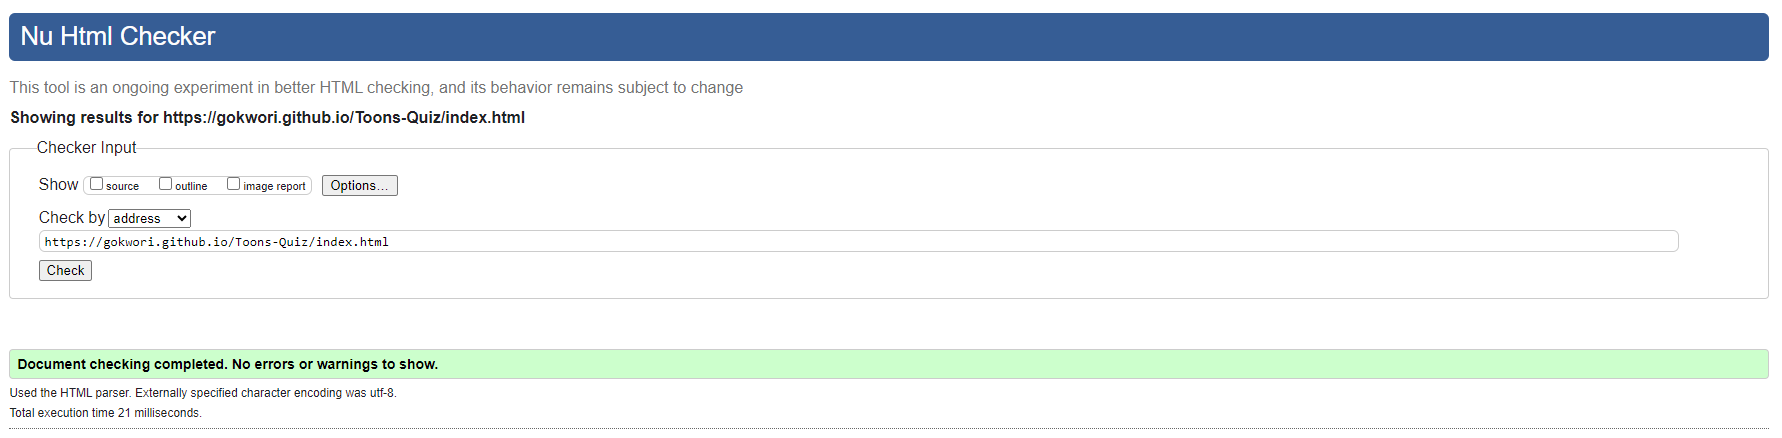 Nu Html Checker
This tool is an ongoing experiment in better HTML checking, and its behavior remains subject to change
Showing results for https://gokwori.github.io/Toons-Quiz/index.html
Checker Input
Show source outline image report Options...
Check by address
https://gokwori.github.io/Toons-Quiz/index.html
Check
Document checking completed. No errors or warnings to show.
Used the HTML parser. Externally specified character encoding was utf-8.
Total execution time 21 milliseconds.